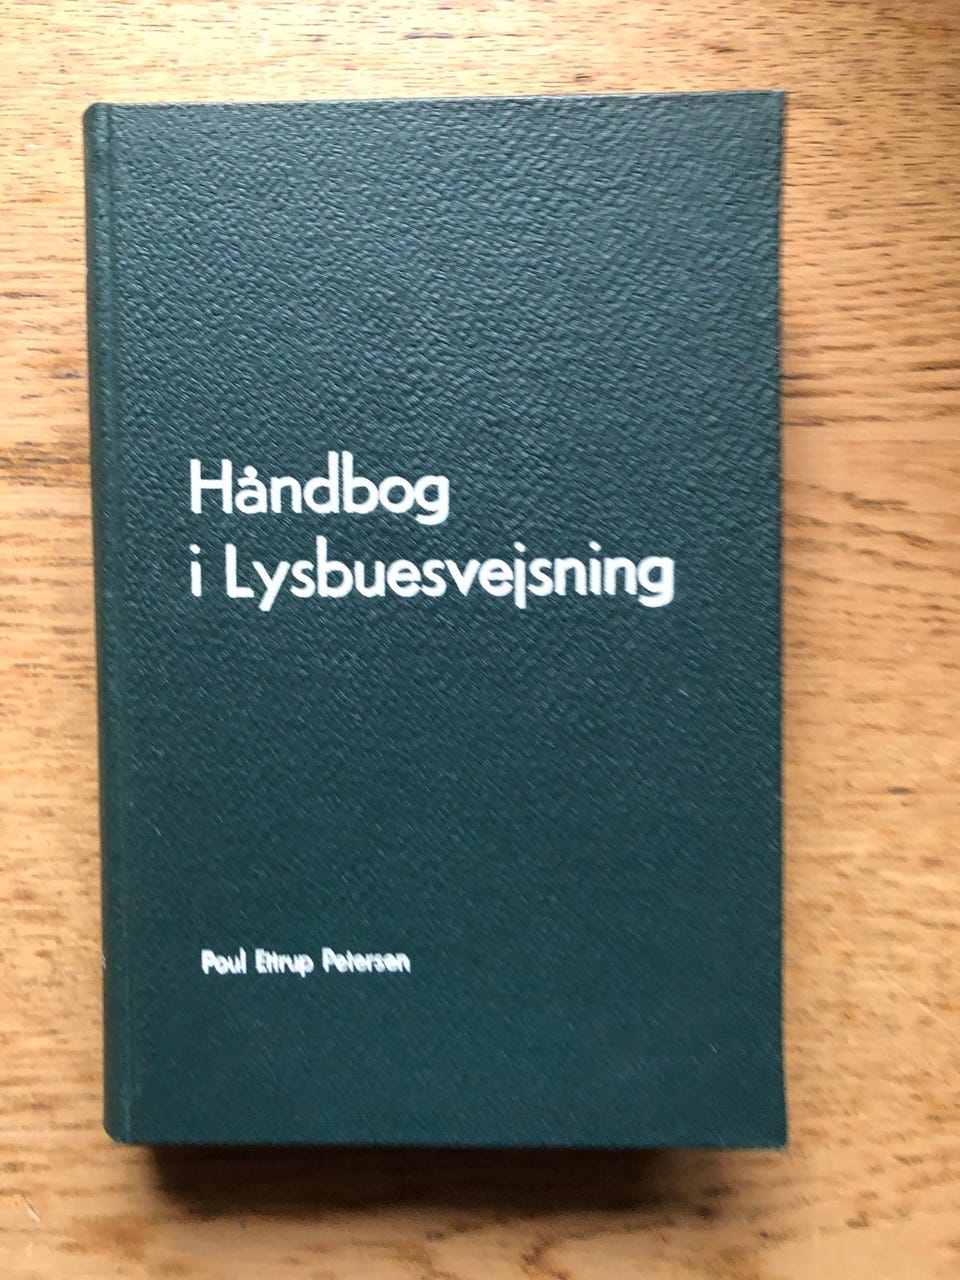 Håndbog
i Lysbuesvejsning
Poul Ettrup Petersen